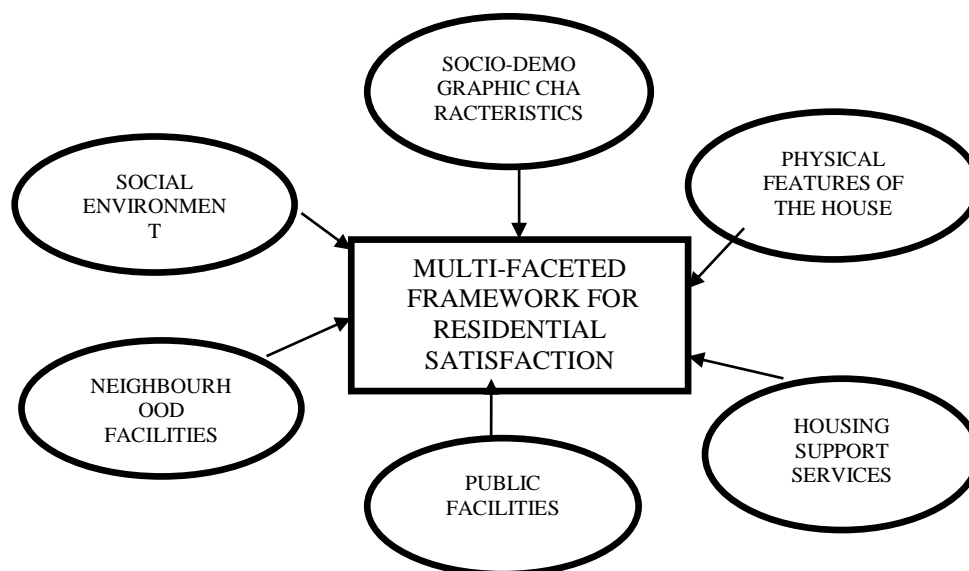 SOCIO-DEMO
GRAPHIC CHA
RACTERISTICS
SOCIAL
ENVIRONMEN
T
PHYSICAL
FEATURES OF
THE HOUSE
MULTI-FACETED
FRAMEWORK FOR
RESIDENTIAL
SATISFACTION
NEIGHBOURH
OOD
FACILITIES
PUBLIC
FACILITIES
HOUSING
SUPPORT
SERVICES